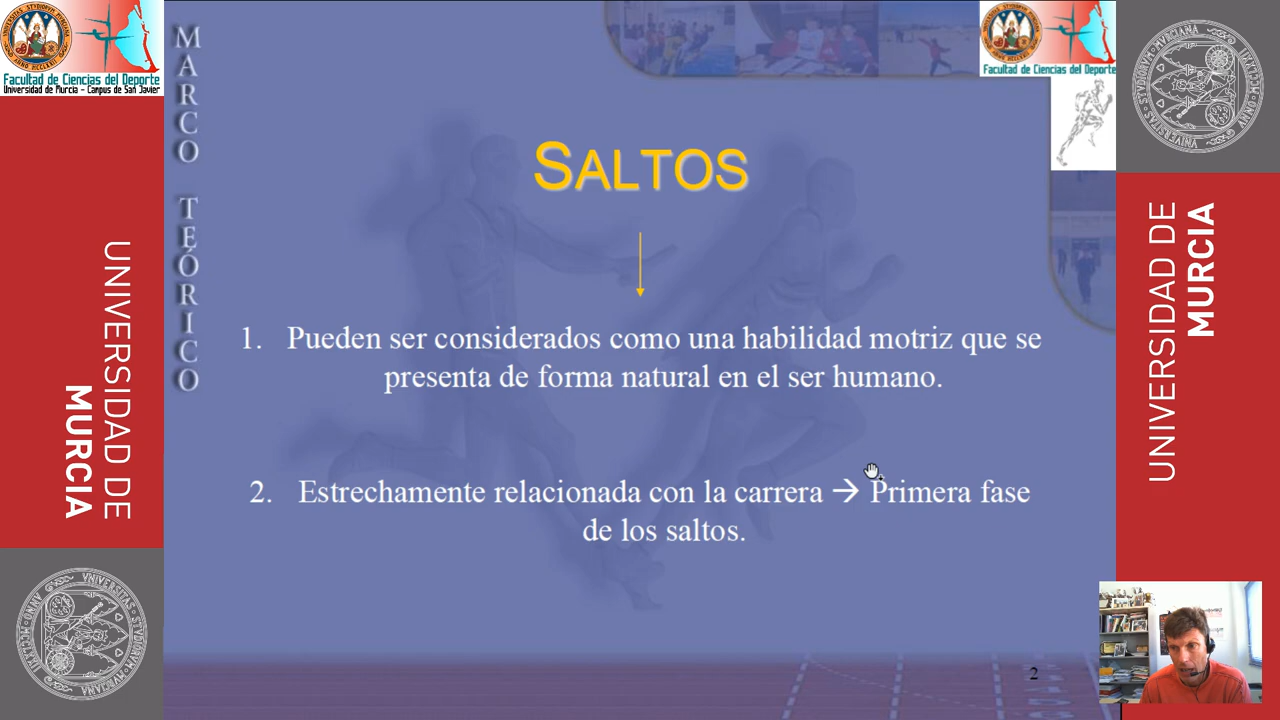 Facultad de Ciencias del Deporte
Universidad de Murcia - Campus de San Javier
UNIVERSIDAD DE
MURCIA
MARCO TEÓRICO
SALTOS
1. Pueden ser considerados como una habilidad motriz que se
presenta de forma natural en el ser humano.
2. Estrechamente relacionada con la carrera → Primera fase
de los saltos.
2
Facultad de Ciencias del Deporte
UNIVERSIDAD DE
MURCIA